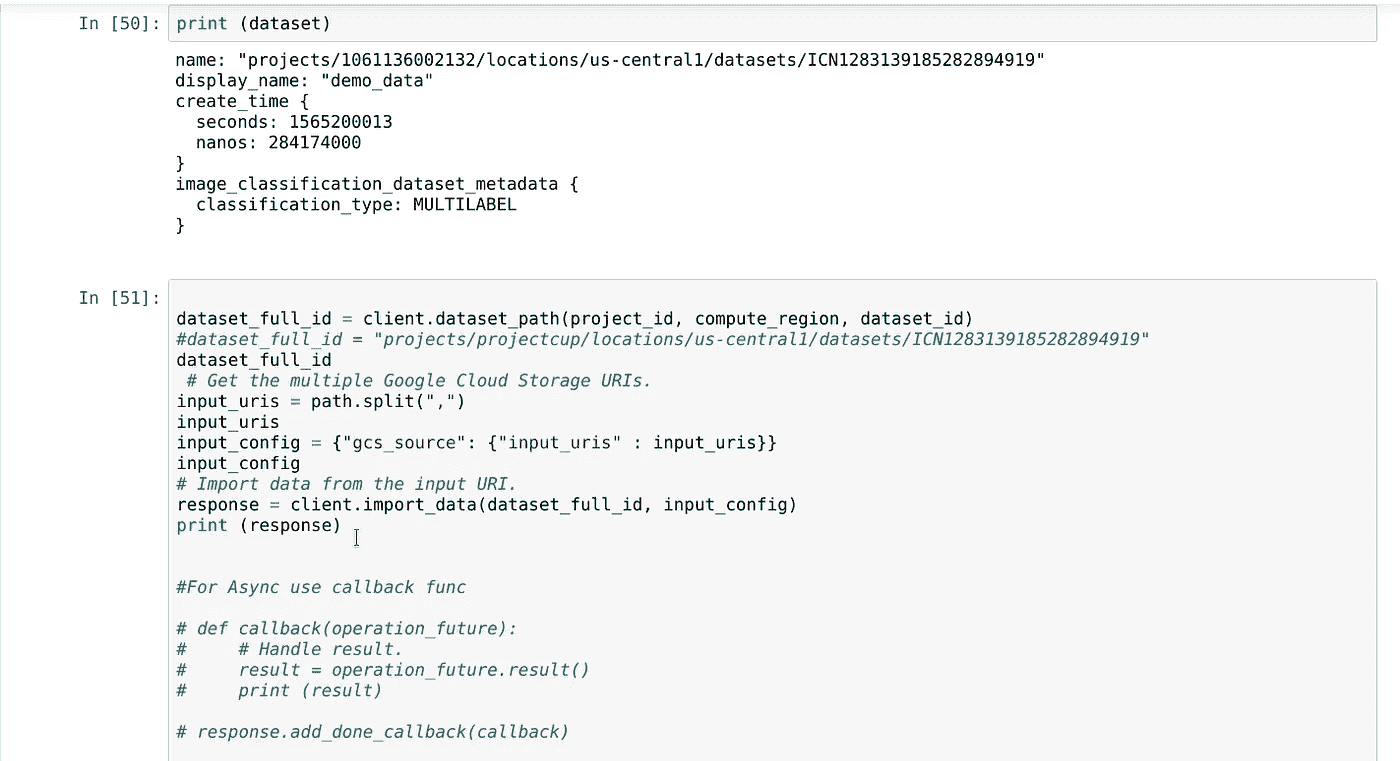 In [50]: print (dataset)
name: "projects/1061136002132/locations/us-central1/datasets/ICN1283139185282894919"
display_name: "demo_data"
create_time {
  seconds: 1565200013
  nanos: 284174000
}
image_classification_dataset_metadata {
  classification_type: MULTILABEL
}
In [51]:
dataset_full_id = client.dataset_path(project_id, compute_region, dataset_id)
#dataset_full_id = "projects/projectcup/locations/us-central1/datasets/ICN1283139185282894919"
dataset_full_id
 # Get the multiple Google Cloud Storage URIs.
input_uris = path.split(",")
input_uris
input_config = {"gcs_source": {"input_uris" : input_uris}}
input_config
# Import data from the input URI.
response = client.import_data(dataset_full_id, input_config)
print (response)
#For Async use callback func
# def callback(operation_future):
#     # Handle result.
#     result = operation_future.result()
#     print (result)
# response.add_done_callback(callback)